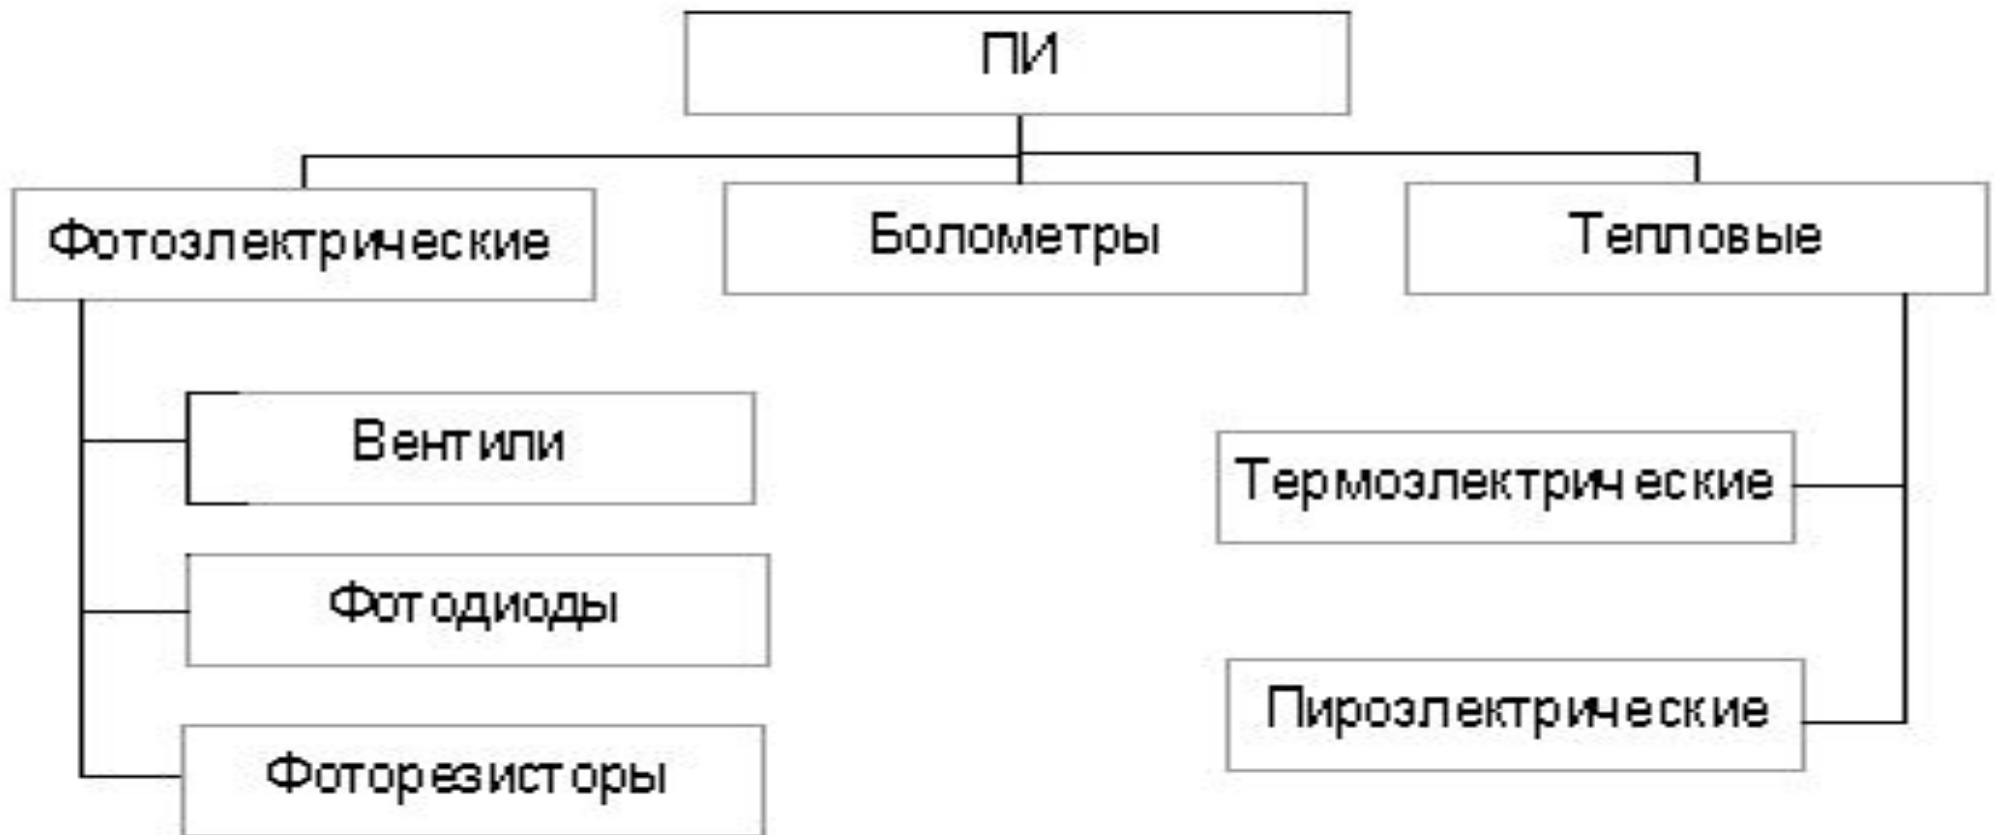 ПИ
Фотоэлектрические
Болометры
Тепловые
Вентили
Термоэлектрические
Фотодиоды
Пироэлектрические
Фоторезисторы